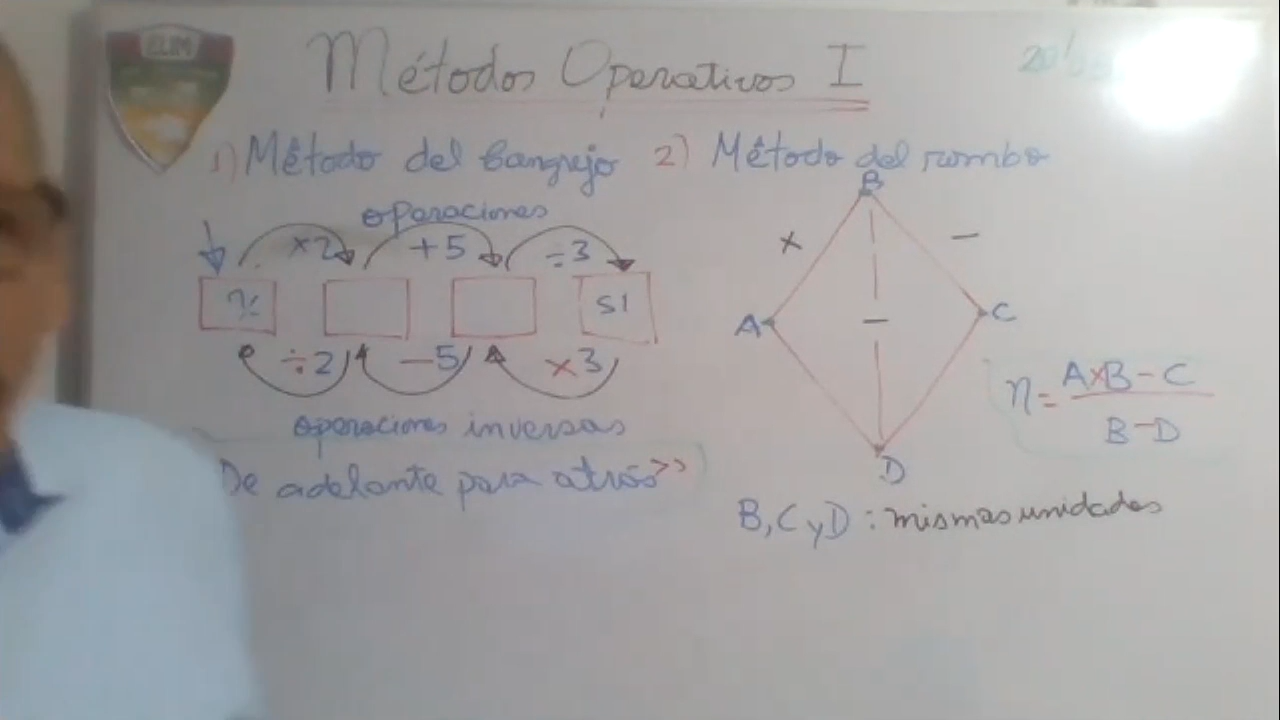 ELIM
Métodos Operativos I
1) Método del Cangrejo
operaciones
×2 +5 ÷3
x 51
÷2 −5 ×3
operaciones inversas
De adelante para atrás>>
2) Método del rombo
B
× −
A − C
D
n = A×B − C
B − D
B, C y D : mismas unidades